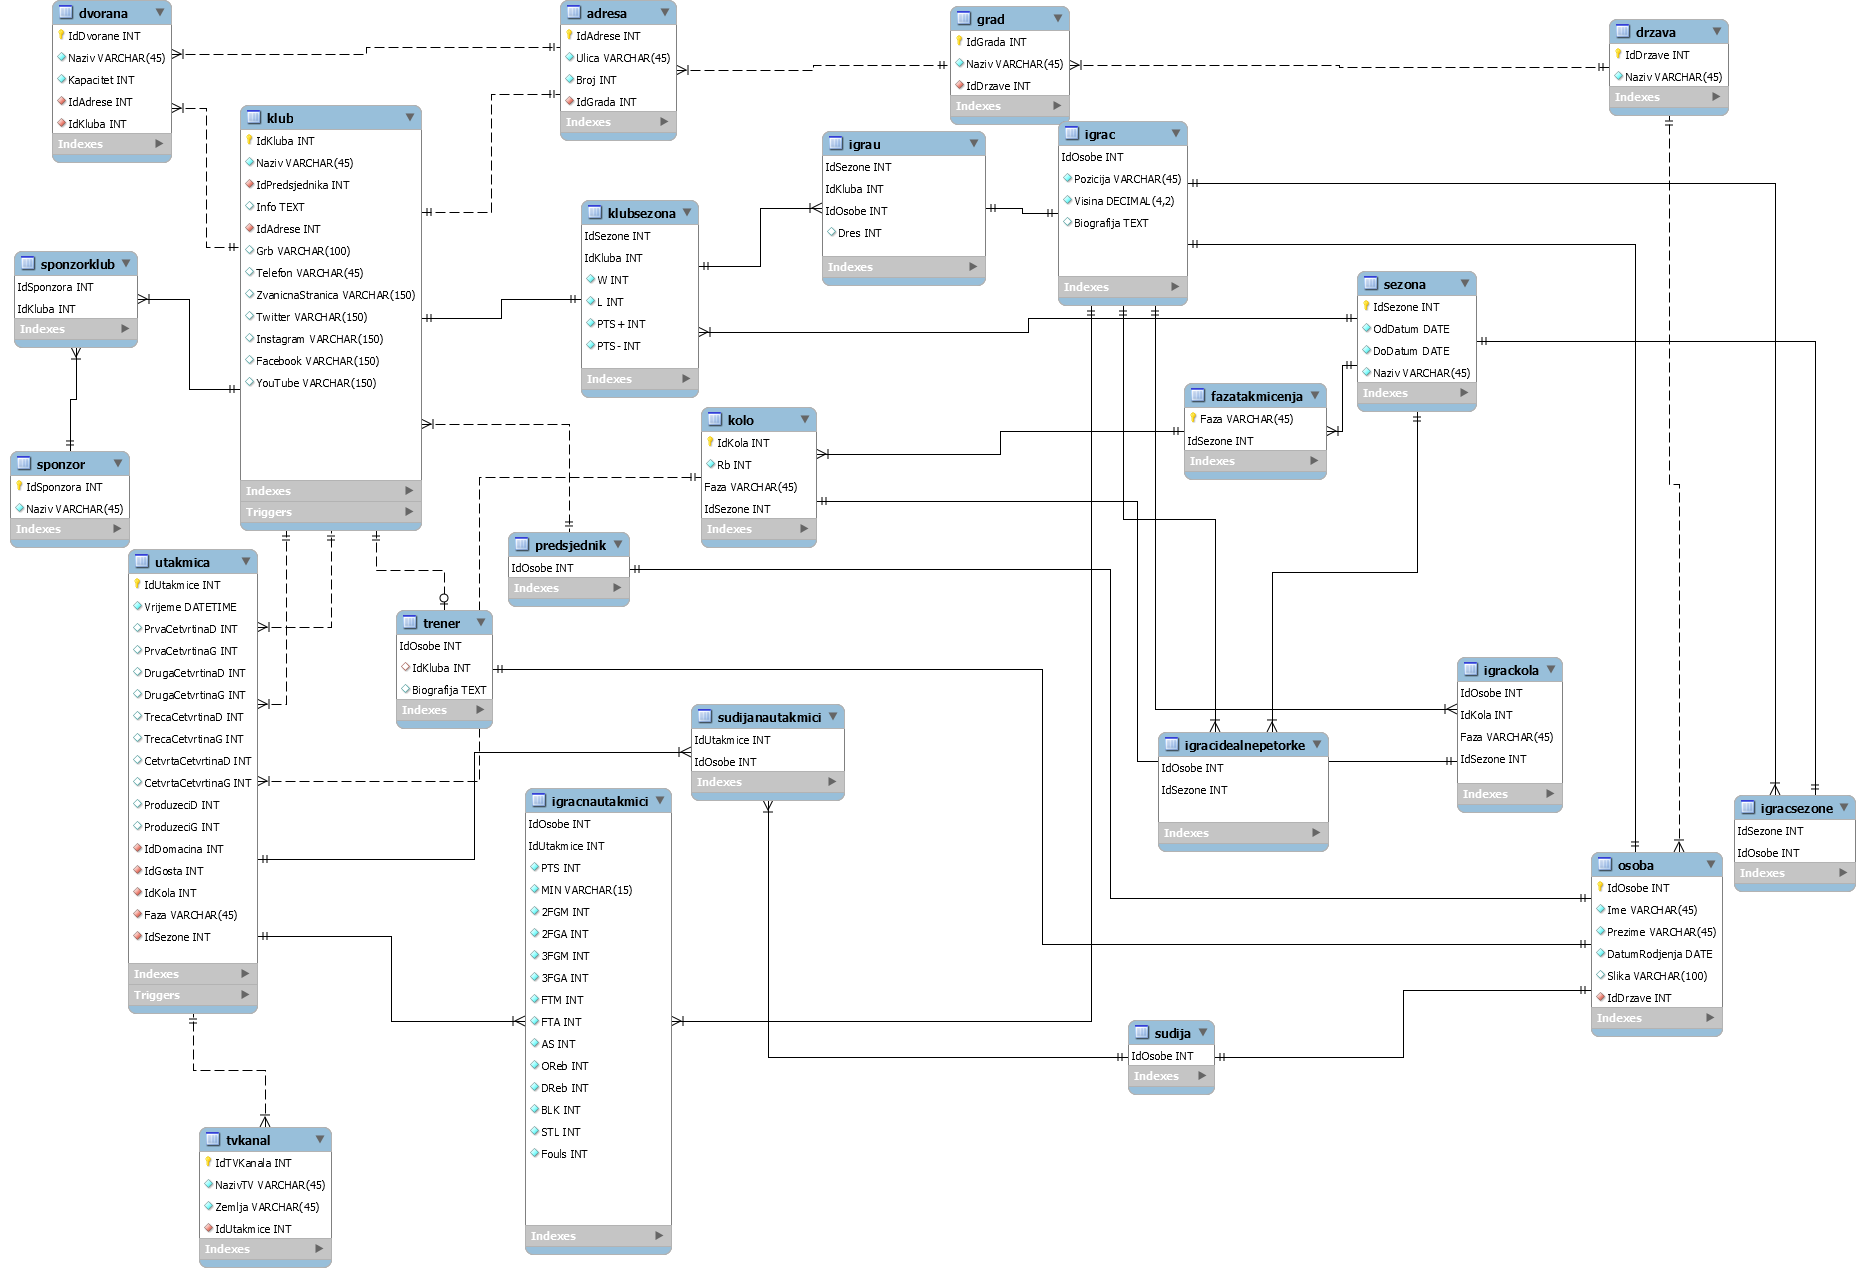 dvorana
IdDvorane INT
Naziv VARCHAR(45)
Kapacitet INT
IdAdrese INT
IdKluba INT
Indexes
adresa
IdAdrese INT
Ulica VARCHAR(45)
Broj INT
IdGrada INT
Indexes
grad
IdGrada INT
Naziv VARCHAR(45)
IdDrzave INT
Indexes
drzava
IdDrzave INT
Naziv VARCHAR(45)
Indexes
klub
IdKluba INT
Naziv VARCHAR(45)
IdPredsjednika INT
Info TEXT
IdAdrese INT
Grb VARCHAR(100)
Telefon VARCHAR(45)
ZvanicnaStranica VARCHAR(150)
Twitter VARCHAR(150)
Instagram VARCHAR(150)
Facebook VARCHAR(150)
YouTube VARCHAR(150)
Indexes
Triggers
igrau
IdSezone INT
IdKluba INT
IdOsobe INT
Dres INT
Indexes
igrac
IdOsobe INT
Pozicija VARCHAR(45)
Visina DECIMAL(4,2)
Biografija TEXT
Indexes
klubsezona
IdSezone INT
IdKluba INT
W INT
L INT
PTS+ INT
PTS- INT
Indexes
sponzorklub
IdSponzora INT
IdKluba INT
Indexes
sezona
IdSezone INT
OdDatum DATE
DoDatum DATE
Naziv VARCHAR(45)
Indexes
fazatakmicenja
Faza VARCHAR(45)
IdSezone INT
Indexes
kolo
IdKola INT
Rb INT
Faza VARCHAR(45)
IdSezone INT
Indexes
sponzor
IdSponzora INT
Naziv VARCHAR(45)
Indexes
predsjednik
IdOsobe INT
Indexes
utakmica
IdUtakmice INT
Vrijeme DATETIME
PrvaCetvrtinaD INT
PrvaCetvrtinaG INT
DrugaCetvrtinaD INT
DrugaCetvrtinaG INT
TrecaCetvrtinaD INT
TrecaCetvrtinaG INT
CetvrtaCetvrtinaD INT
CetvrtaCetvrtinaG INT
ProduzeciD INT
ProduzeciG INT
IdDomacina INT
IdGosta INT
IdKola INT
Faza VARCHAR(45)
IdSezone INT
Indexes
Triggers
trener
IdOsobe INT
IdKluba INT
Biografija TEXT
Indexes
sudijanautakmici
IdUtakmice INT
IdOsobe INT
Indexes
igrackola
IdOsobe INT
IdKola INT
Faza VARCHAR(45)
IdSezone INT
Indexes
igracidealnepetorke
IdOsobe INT
IdSezone INT
Indexes
igracnautakmici
IdOsobe INT
IdUtakmice INT
PTS INT
MIN VARCHAR(15)
2FGM INT
2FGA INT
3FGM INT
3FGA INT
FTM INT
FTA INT
AS INT
OReb INT
DReb INT
BLK INT
STL INT
Fouls INT
Indexes
igracsezone
IdSezone INT
IdOsobe INT
Indexes
osoba
IdOsobe INT
Ime VARCHAR(45)
Prezime VARCHAR(45)
DatumRodjenja DATE
Slika VARCHAR(100)
IdDrzave INT
Indexes
sudija
IdOsobe INT
Indexes
tvkanal
IdTVKanala INT
NazivTV VARCHAR(45)
Zemlja VARCHAR(45)
IdUtakmice INT
Indexes